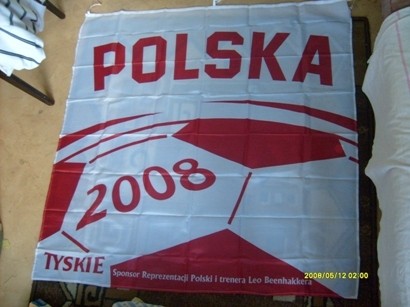 POLSKA
2008
TYSKIE
Sponsor Reprezentacji Polski i trenera Leo Beenhakkera
2008/05/12 02:00